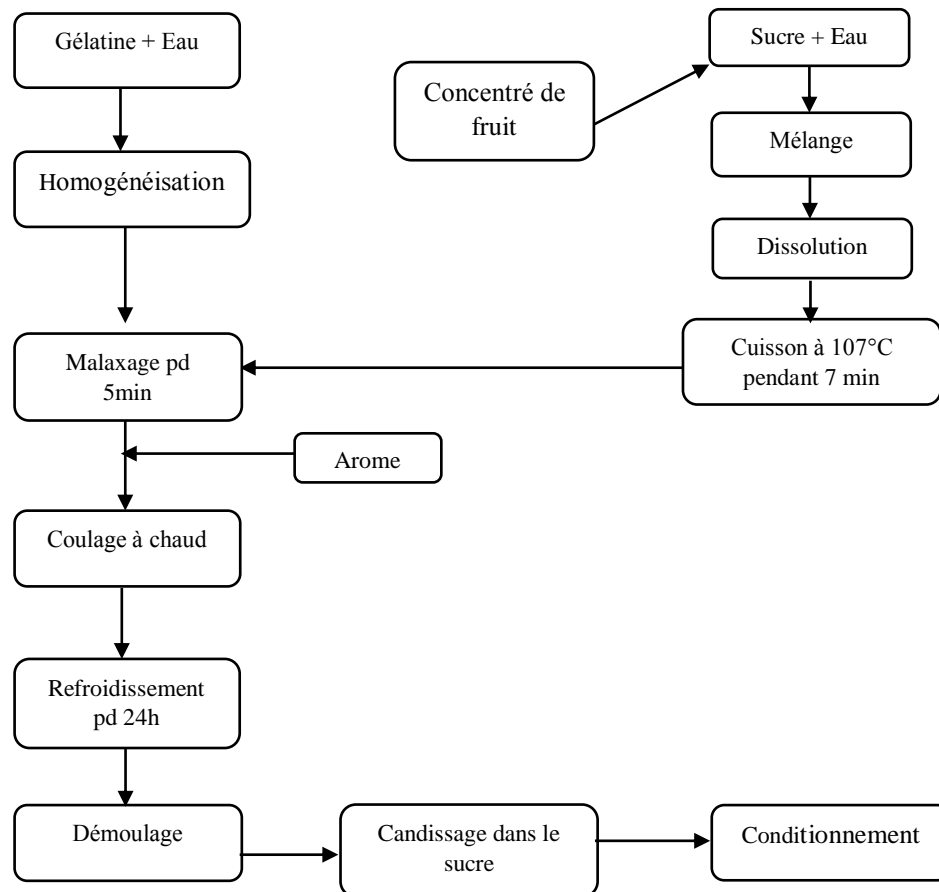 Gélatine + Eau
Sucre + Eau
Concentré de
fruit
Mélange
Homogénéisation
Dissolution
Malaxage pd
5min
Cuisson à 107°C
pendant 7 min
Arome
Coulage à chaud
Refroidissement
pd 24h
Démoulage
Candissage dans le
sucre
Conditionnement